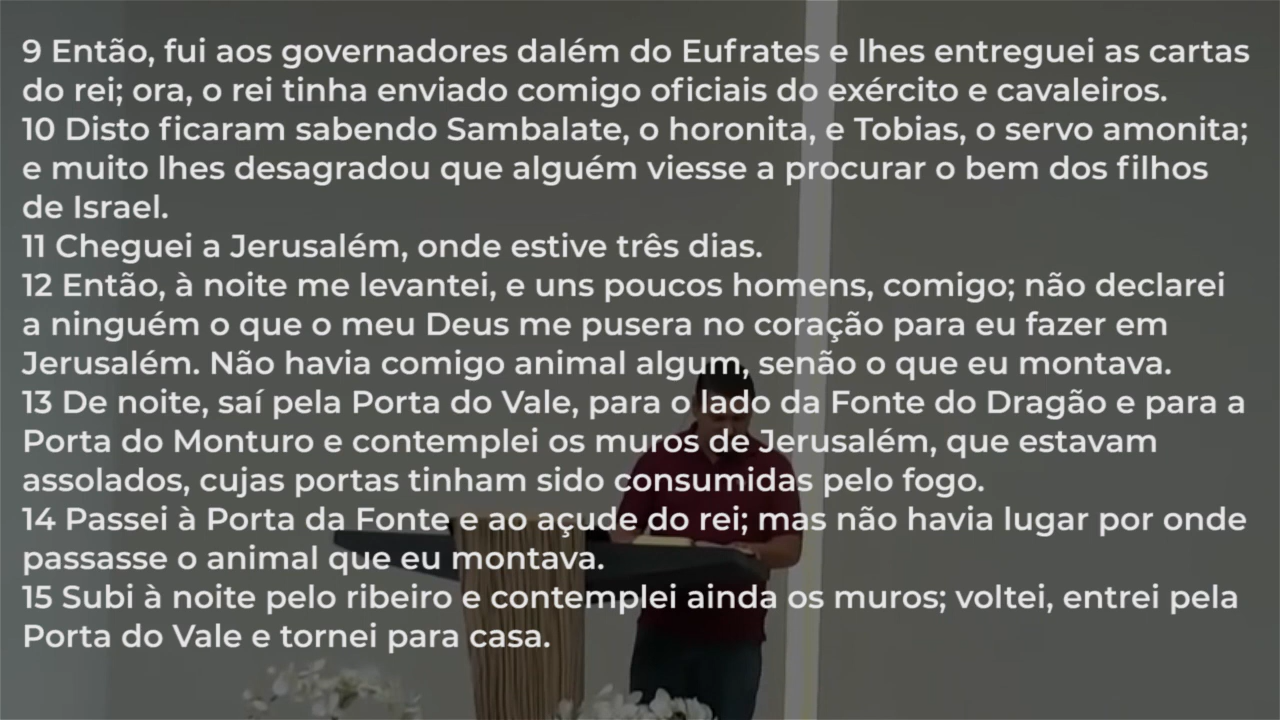 9 Então, fui aos governadores dalém do Eufrates e lhes entreguei as cartas
do rei; ora, o rei tinha enviado comigo oficiais do exército e cavaleiros.
10 Disto ficaram sabendo Sambalate, o horonita, e Tobias, o servo amonita;
e muito lhes desagradou que alguém viesse a procurar o bem dos filhos
de Israel.
11 Cheguei a Jerusalém, onde estive três dias.
12 Então, à noite me levantei, e uns poucos homens, comigo; não declarei
a ninguém o que o meu Deus me pusera no coração para eu fazer em
Jerusalém. Não havia comigo animal algum, senão o que eu montava.
13 De noite, saí pela Porta do Vale, para o lado da Fonte do Dragão e para a
Porta do Monturo e contemplei os muros de Jerusalém, que estavam
assolados, cujas portas tinham sido consumidas pelo fogo.
14 Passei à Porta da Fonte e ao açude do rei; mas não havia lugar por onde
passasse o animal que eu montava.
15 Subi à noite pelo ribeiro e contemplei ainda os muros; voltei, entrei pela
Porta do Vale e tornei para casa.